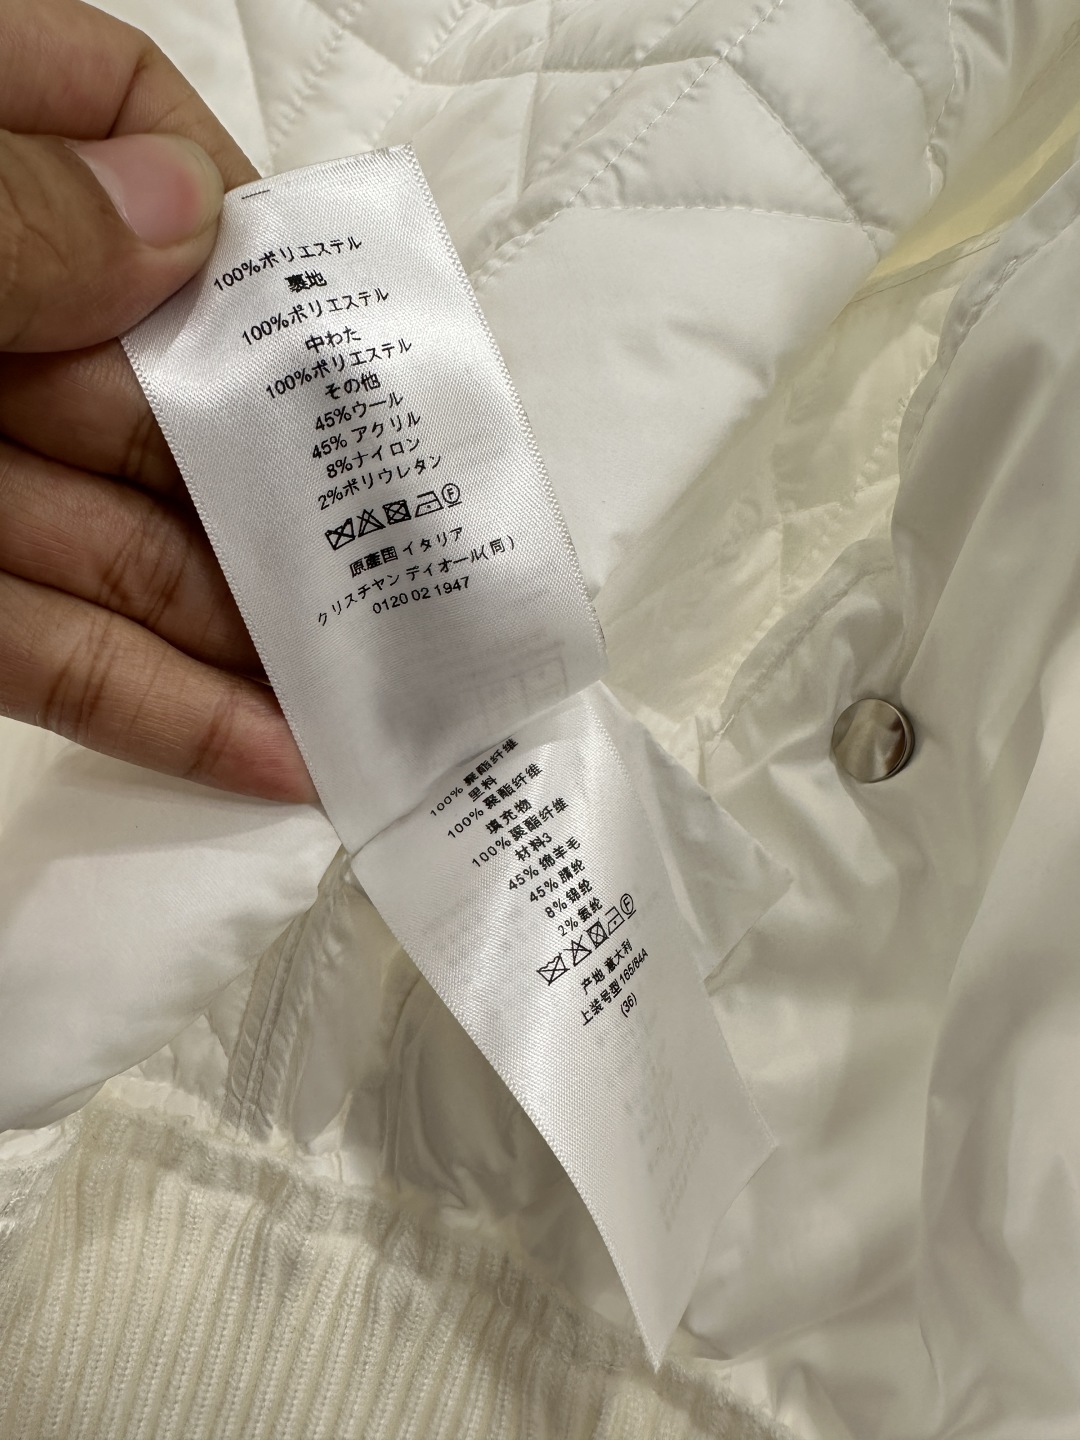 100%ポリエステル
裏地
100%ポリエステル
中わた
100%ポリエステル
その他
45%ウール
45% アクリル
8%ナイロン
2%ポリウレタン
F
原産国 イタリア
クリスチャン ディオール(同)
0120 02 1947
100% 聚酯纤维
里料
100% 聚酯纤维
填充物
100% 聚酯纤维
材料3
45% 绵羊毛
45% 腈纶
8% 锦纶
2% 氨纶
F
产地 意大利
上装号型 165/84A
(36)